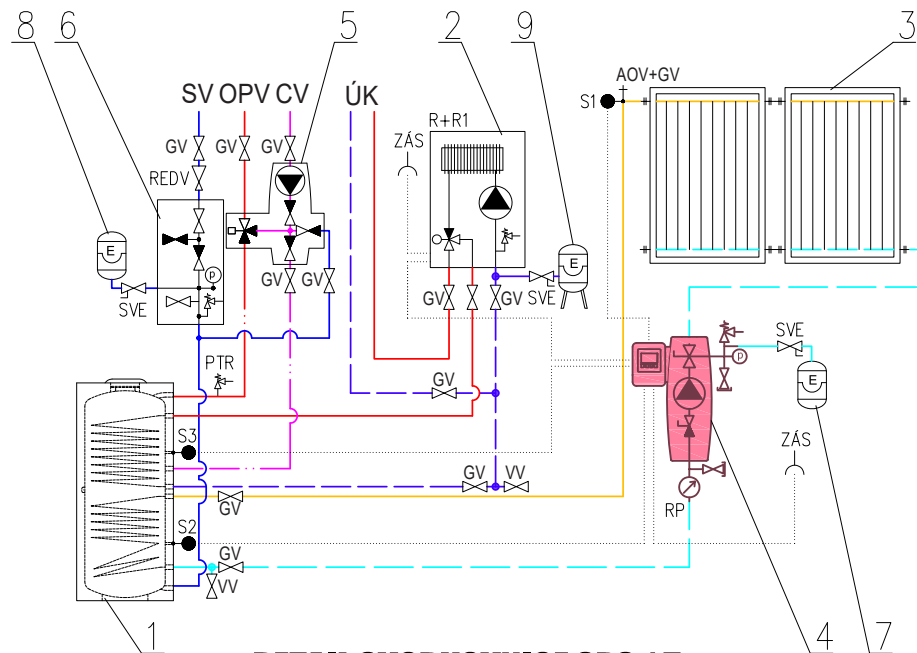 8 6 5 2 9 3
SV OPV CV ÚK
AOV+GV
S1
R+R1
ZÁS
GV GV GV
REDV
E
P
GV GV
SVE
GV GV
SVE
E
PTR
GV
SVE
P
E
S3
ZÁS
GV VV
GV
RP
S2
GV
VV
1 4 7